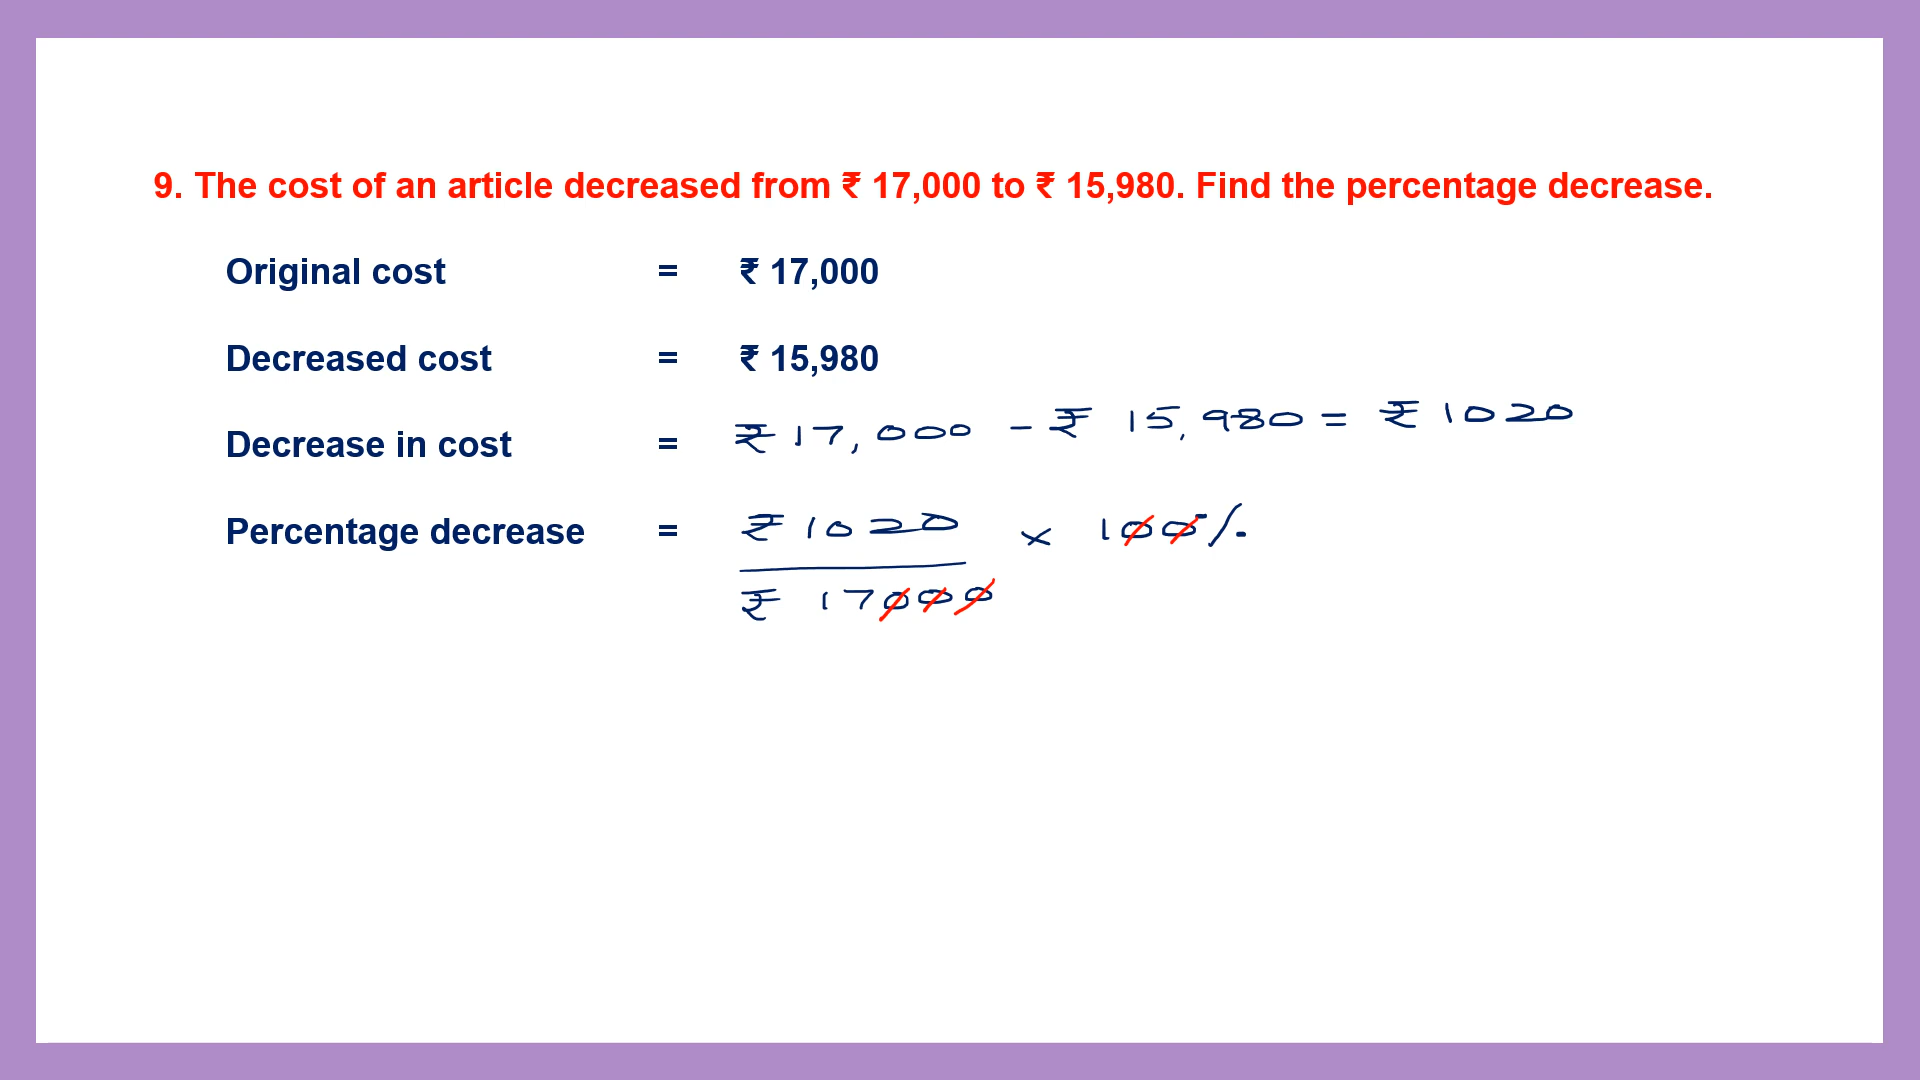 9. The cost of an article decreased from ₹ 17,000 to ₹ 15,980. Find the percentage decrease.
Original cost = ₹ 17,000
Decreased cost = ₹ 15,980
Decrease in cost = ₹ 17,000 - ₹ 15,980 = ₹ 1020
Percentage decrease = ₹ 1020 × 100%
₹ 17000